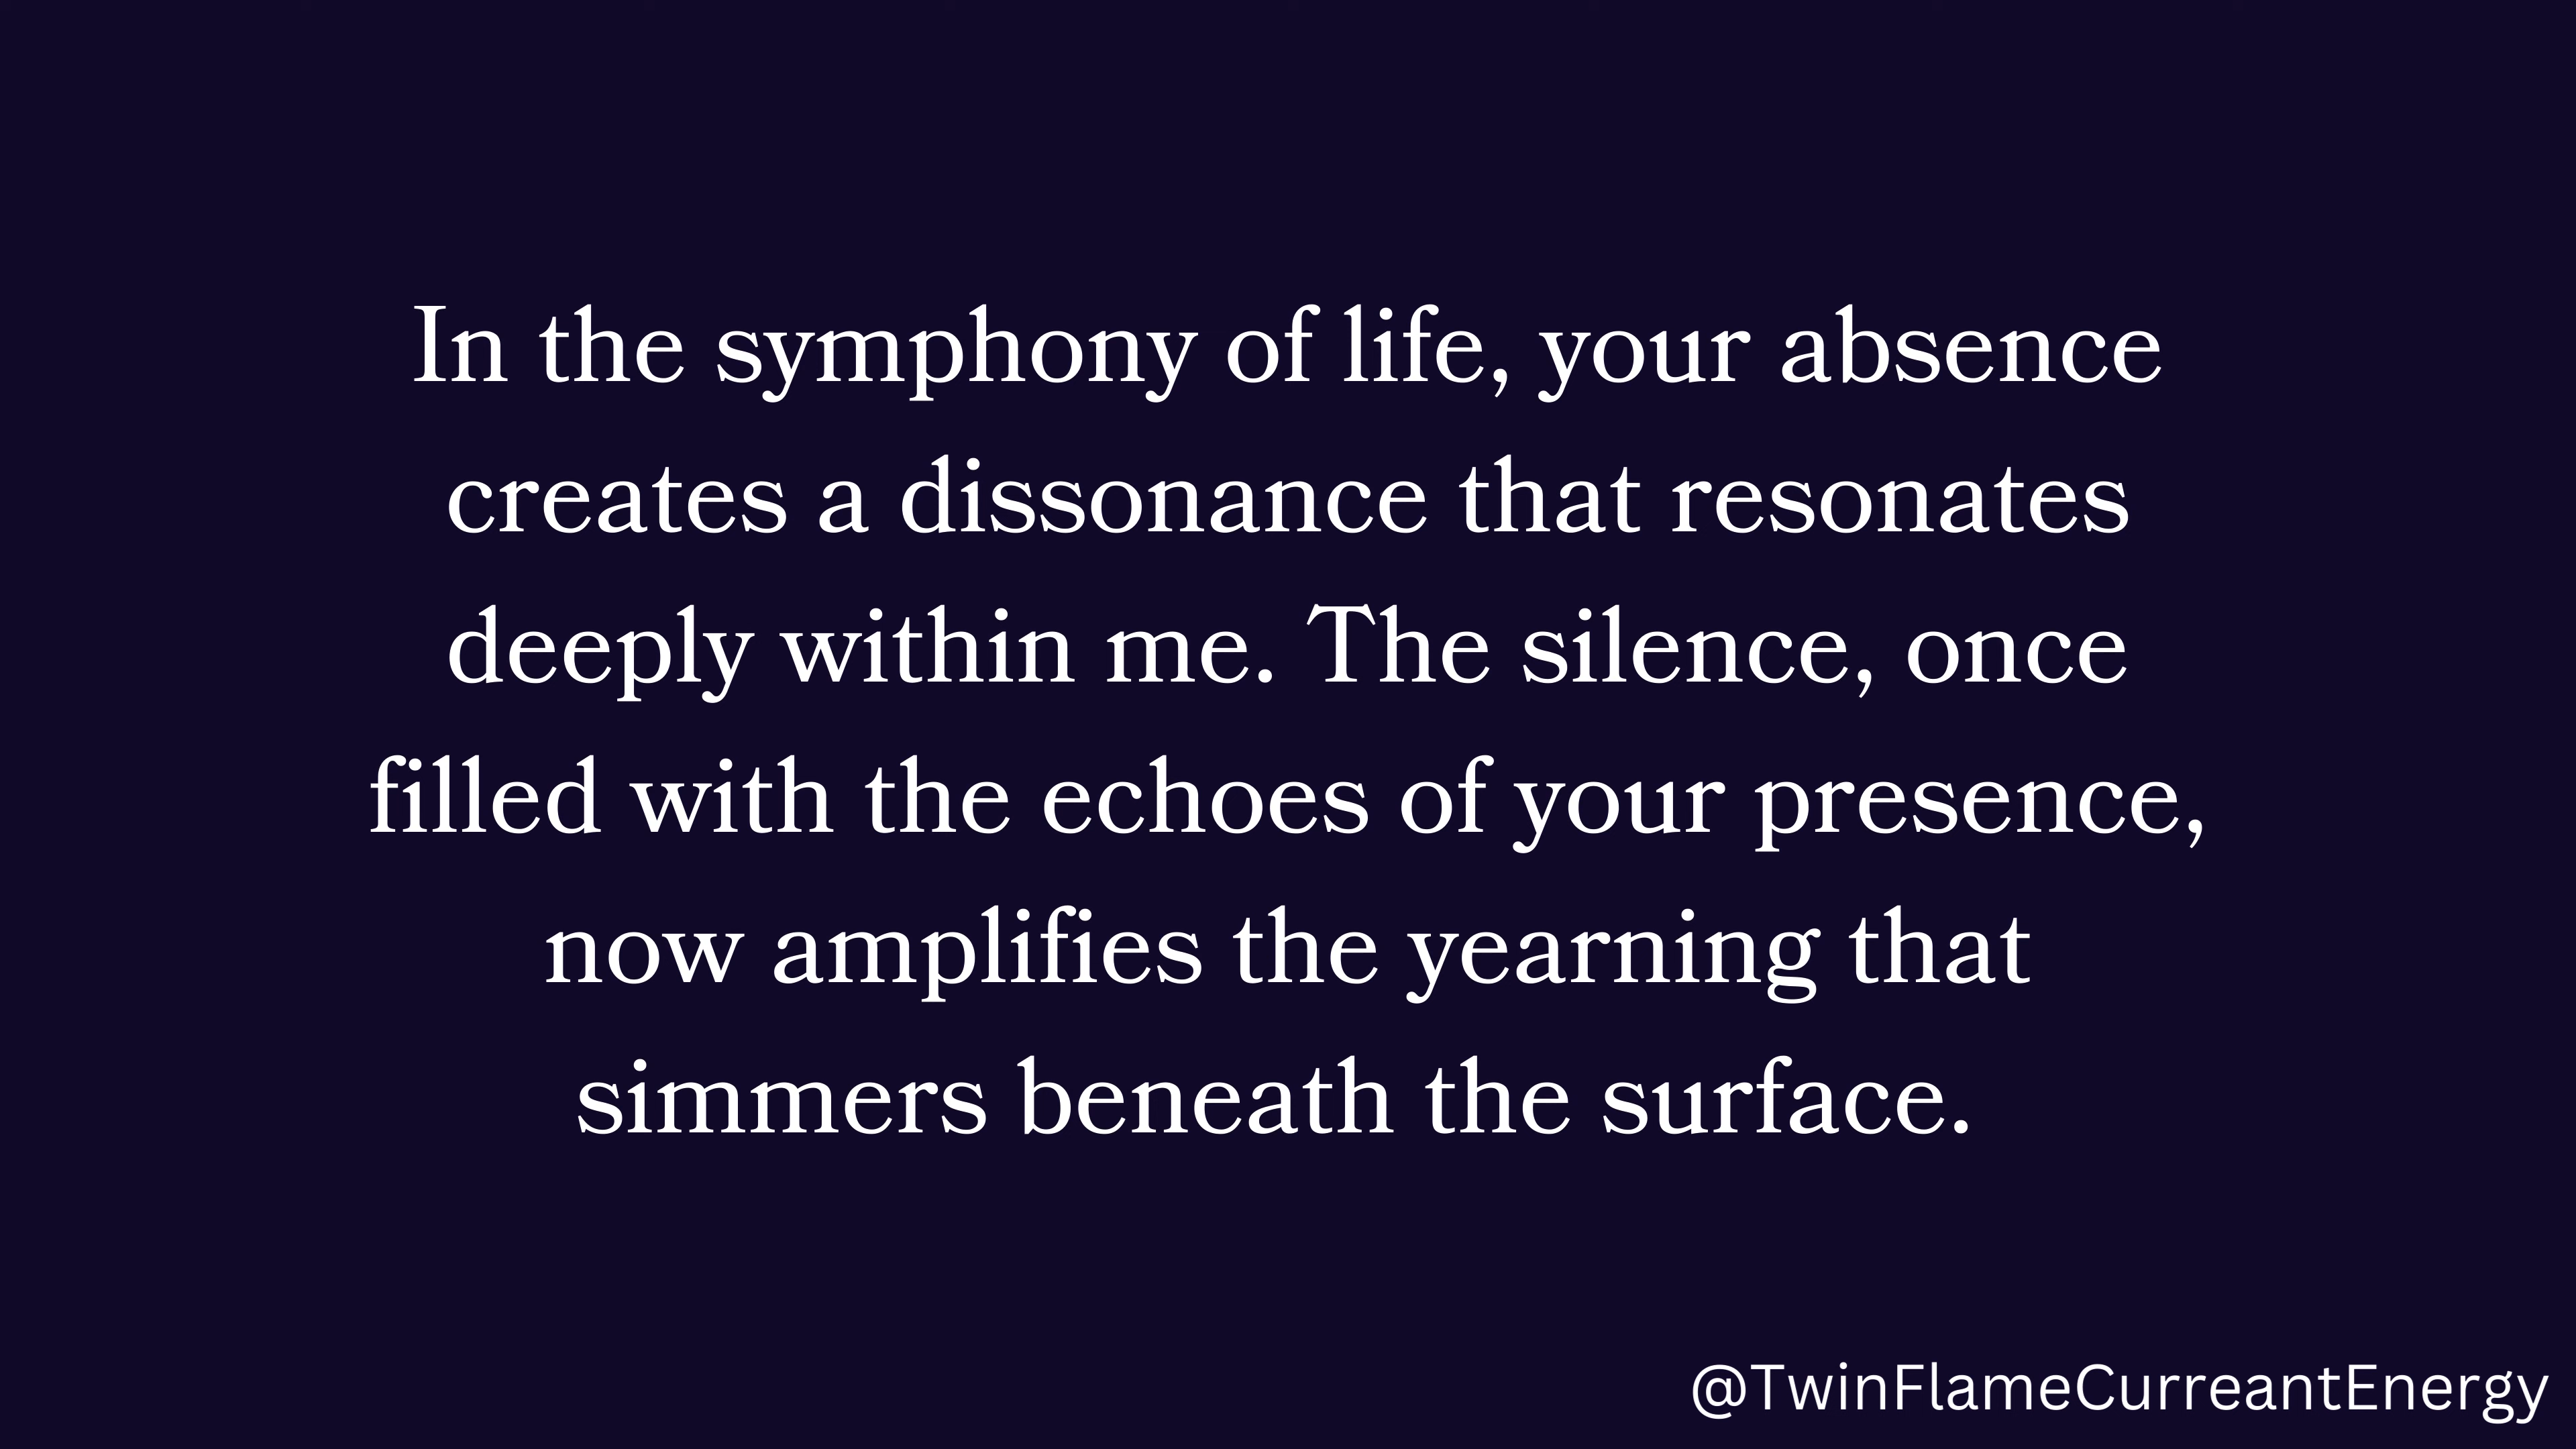 In the symphony of life, your absence
creates a dissonance that resonates
deeply within me. The silence, once
filled with the echoes of your presence,
now amplifies the yearning that
simmers beneath the surface.
@TwinFlameCurreantEnergy